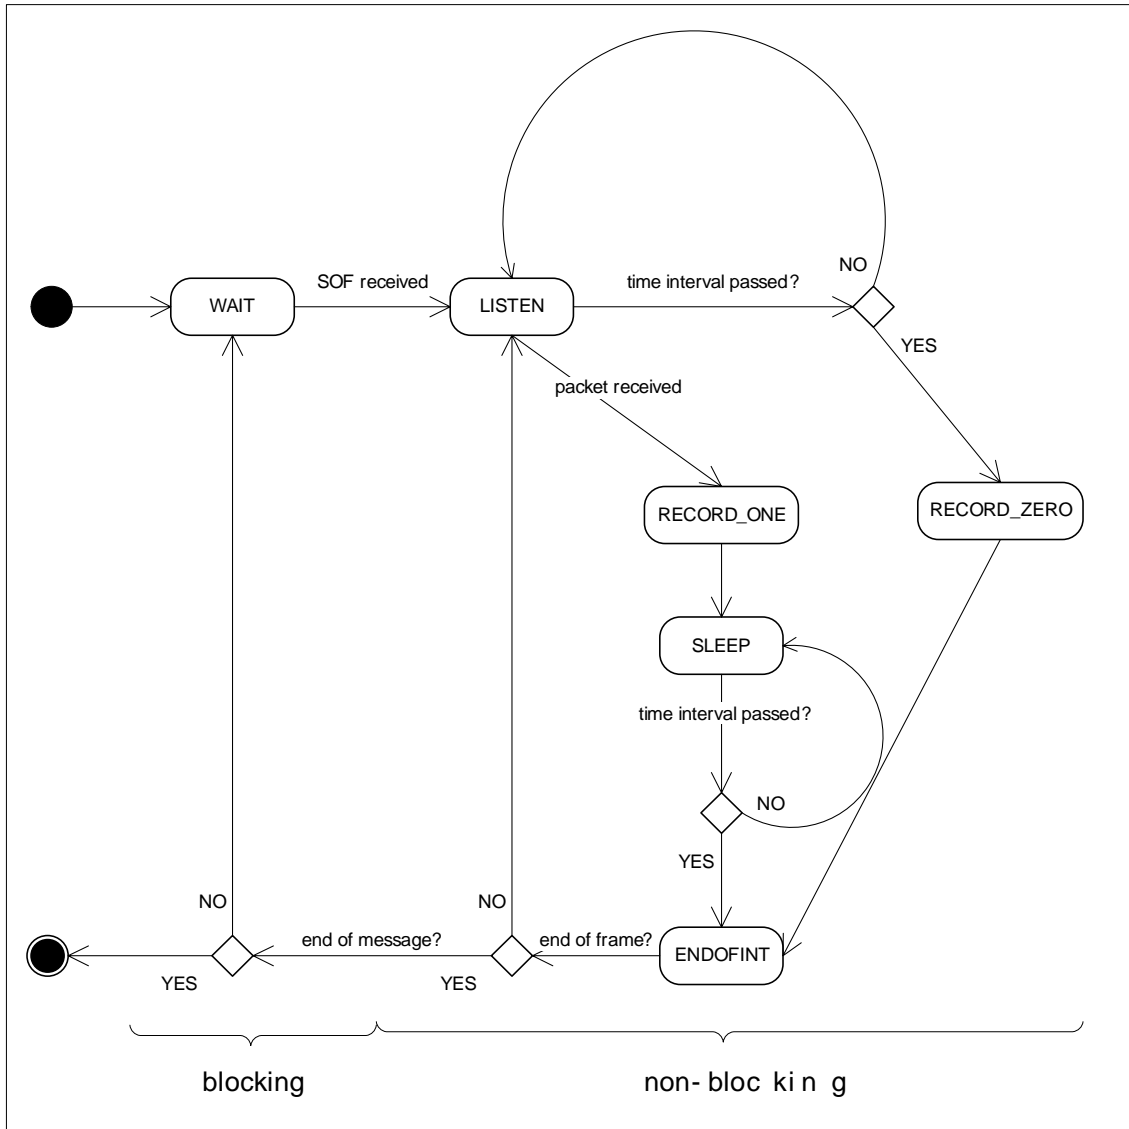 NO
SOF received
time interval passed?
WAIT
LISTEN
YES
packet received
RECORD_ONE
RECORD_ZERO
SLEEP
time interval passed?
NO
YES
NO
NO
end of message?
end of frame?
ENDOFINT
YES
YES
blocking
non- bloc ki n g